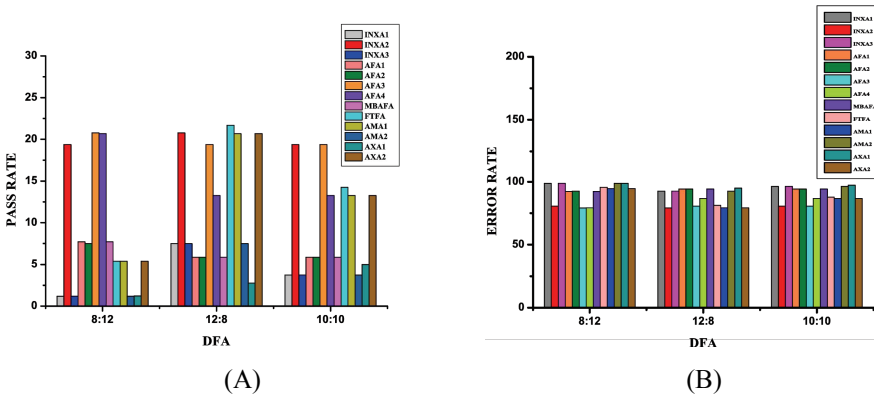 INXA1
INXA2
INXA3
AFA1
AFA2
AFA3
AFA4
MBAFA
FTFA
AMA1
AMA2
AXA1
AXA2
30
25
20
15
10
5
0
PASS RATE
8:12
12:8
10:10
DFA
(A)
INXA1
INXA2
INXA3
AFA1
AFA2
AFA3
AFA4
MBAFA
FTFA
AMA1
AMA2
AXA1
AXA2
200
150
100
50
0
ERROR RATE
8:12
12:8
10:10
DFA
(B)